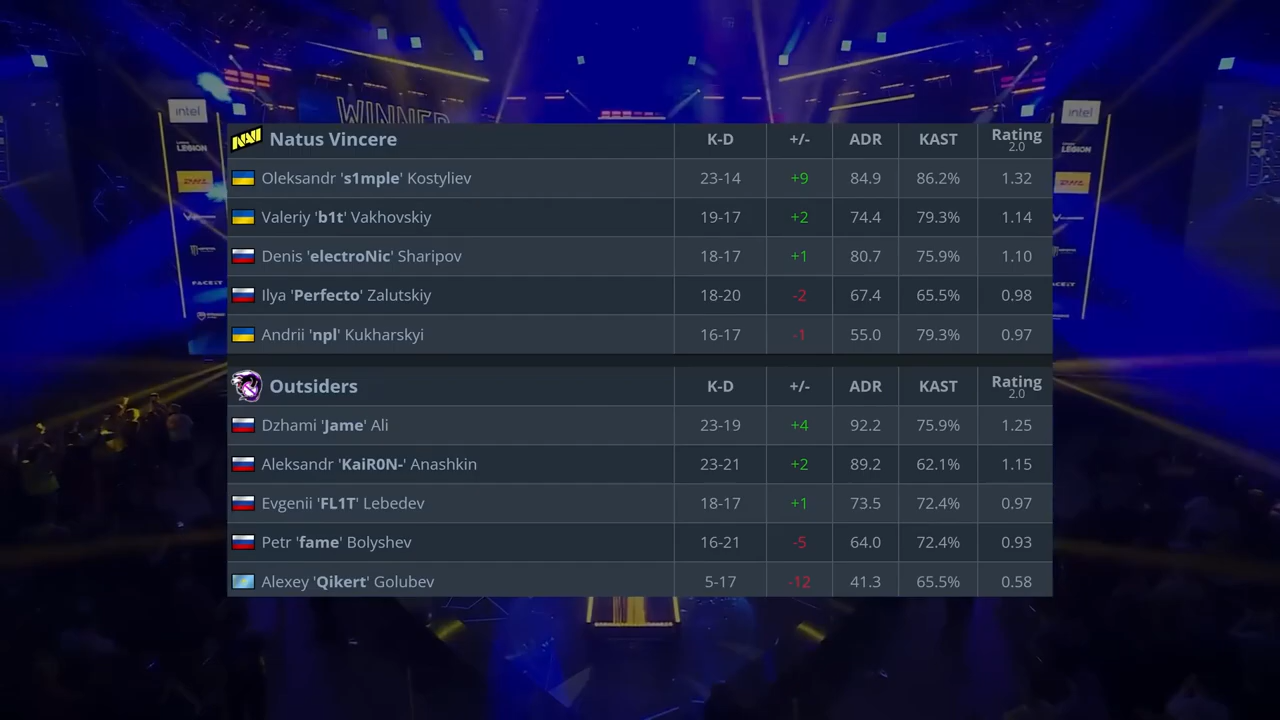 WINNER
intel
intel
LEGION
LEGION
DHL
DHL
FACEIT
Natus Vincere K-D +/- ADR KAST Rating 2.0
Oleksandr 's1mple' Kostyliev 23-14 +9 84.9 86.2% 1.32
Valeriy 'b1t' Vakhovskiy 19-17 +2 74.4 79.3% 1.14
Denis 'electroNic' Sharipov 18-17 +1 80.7 75.9% 1.10
Ilya 'Perfecto' Zalutskiy 18-20 -2 67.4 65.5% 0.98
Andrii 'npl' Kukharskyi 16-17 -1 55.0 79.3% 0.97
Outsiders K-D +/- ADR KAST Rating 2.0
Dzhami 'Jame' Ali 23-19 +4 92.2 75.9% 1.25
Aleksandr 'KaiR0N-' Anashkin 23-21 +2 89.2 62.1% 1.15
Evgenii 'FL1T' Lebedev 18-17 +1 73.5 72.4% 0.97
Petr 'fame' Bolyshev 16-21 -5 64.0 72.4% 0.93
Alexey 'Qikert' Golubev 5-17 -12 41.3 65.5% 0.58